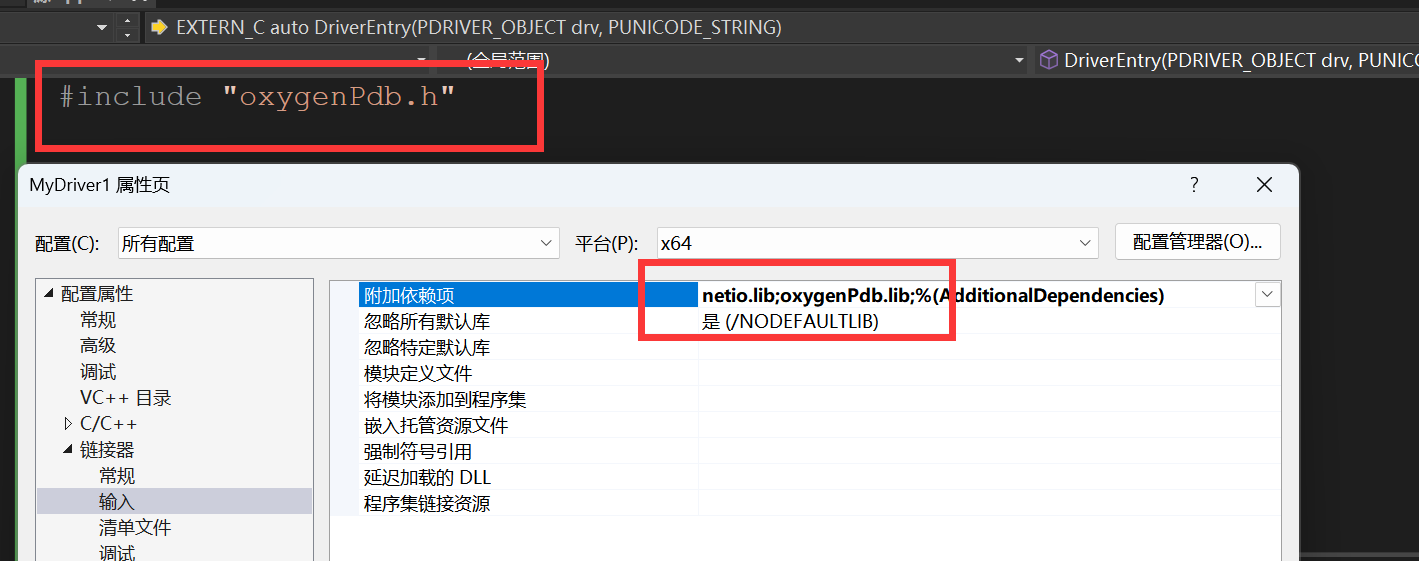 EXTERN_C auto DriverEntry(PDRIVER_OBJECT drv, PUNICODE_STRING)
(全局范围)
DriverEntry(PDRIVER_OBJECT drv, PUNICO
#include "oxygenPdb.h"
MyDriver1 属性页
?
配置(C):
所有配置
平台(P):
x64
配置管理器(O)...
配置属性
常规
高级
调试
VC++ 目录
C/C++
链接器
常规
输入
清单文件
调试
附加依赖项
netio.lib;oxygenPdb.lib;%(AdditionalDependencies)
忽略所有默认库
是 (/NODEFAULTLIB)
忽略特定默认库
模块定义文件
将模块添加到程序集
嵌入托管资源文件
强制符号引用
延迟加载的 DLL
程序集链接资源